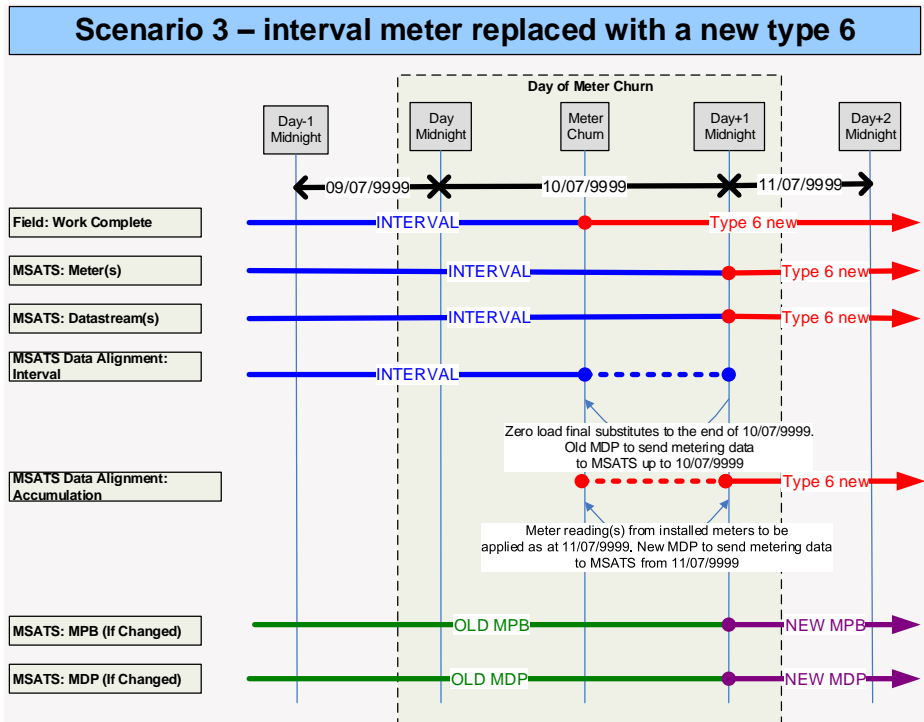 Scenario 3 – interval meter replaced with a new type 6
Day of Meter Churn
Day-1
Midnight
Day
Midnight
Meter
Churn
Day+1
Midnight
Day+2
Midnight
09/07/9999
10/07/9999
11/07/9999
Field: Work Complete
INTERVAL
Type 6 new
MSATS: Meter(s)
INTERVAL
Type 6 new
MSATS: Datastream(s)
INTERVAL
Type 6 new
MSATS Data Alignment:
Interval
INTERVAL
Zero load final substitutes to the end of 10/07/9999.
Old MDP to send metering data
to MSATS up to 10/07/9999
MSATS Data Alignment:
Accumulation
Type 6 new
Meter reading(s) from installed meters to be
applied as at 11/07/9999. New MDP to send metering data
to MSATS from 11/07/9999
MSATS: MPB (If Changed)
OLD MPB
NEW MPB
MSATS: MDP (If Changed)
OLD MDP
NEW MDP